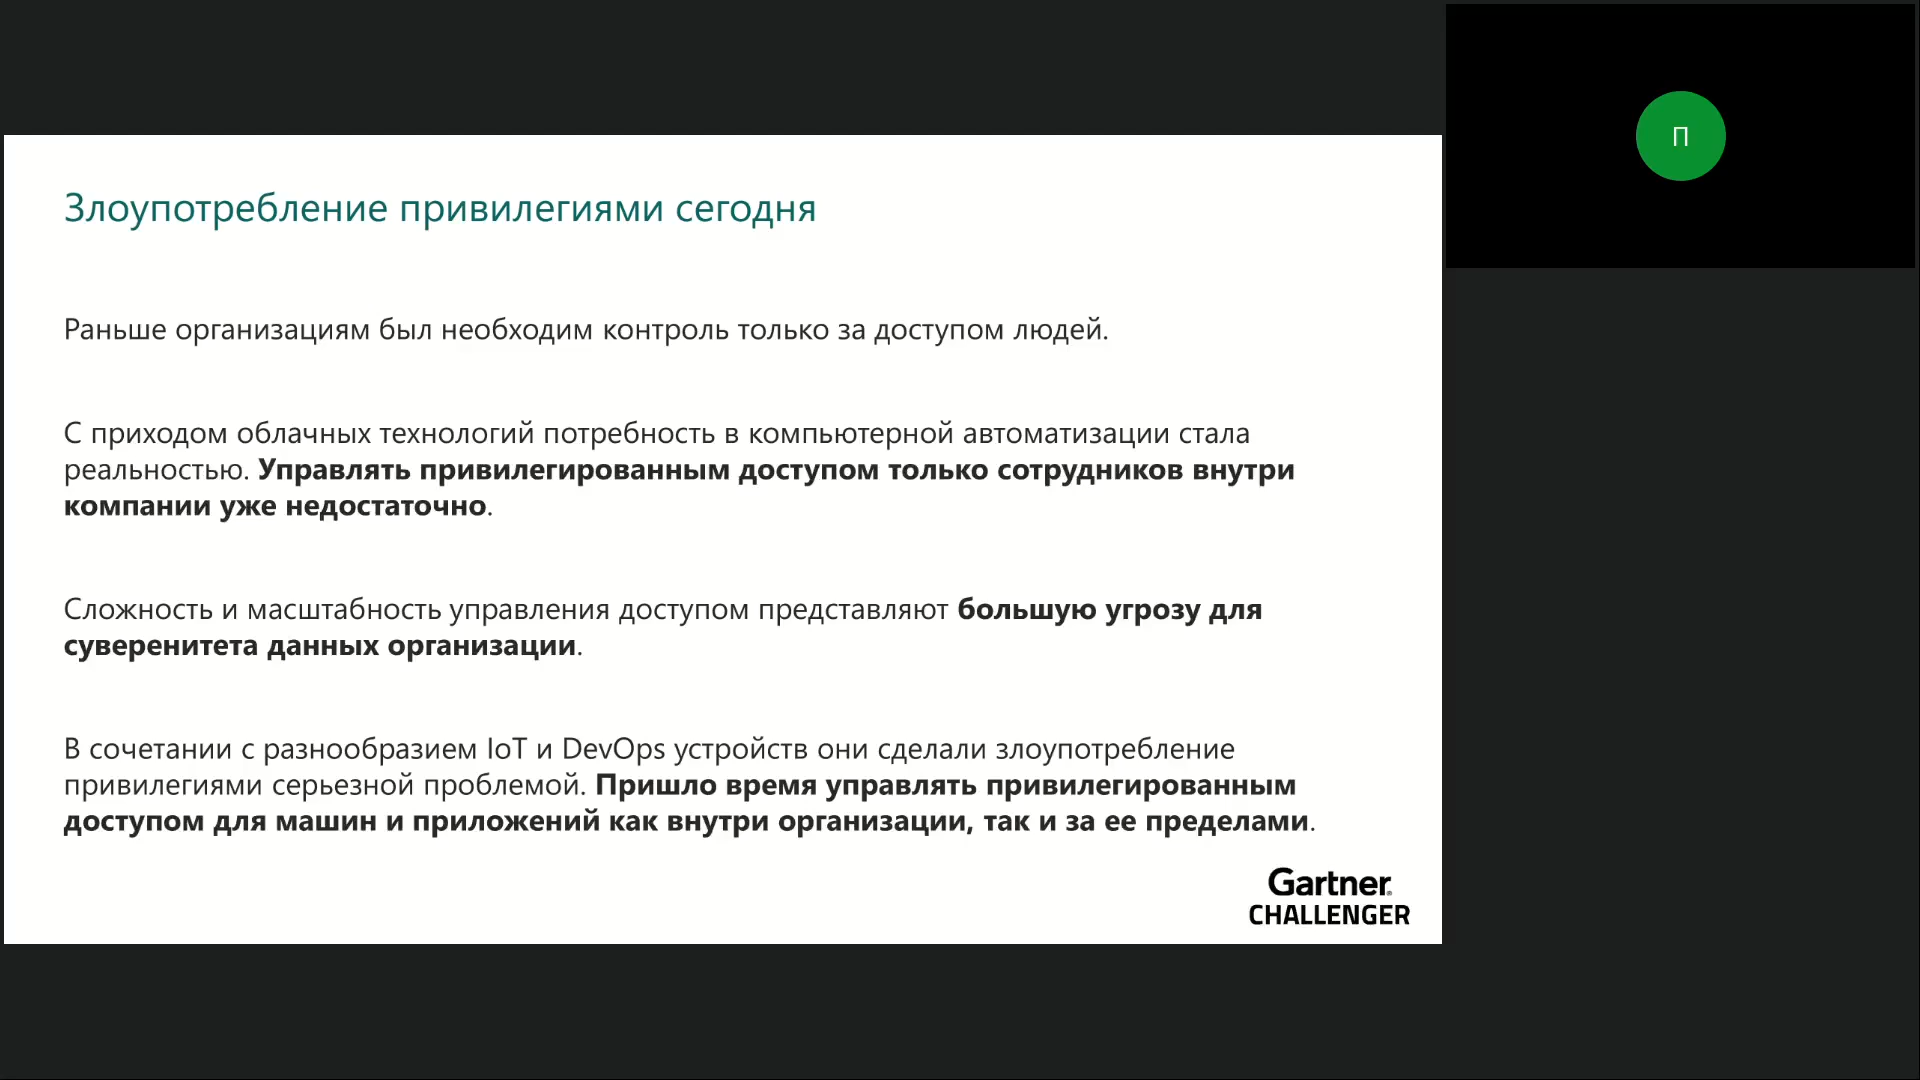 Злоупотребление привилегиями сегодня
Раньше организациям был необходим контроль только за доступом людей.
С приходом облачных технологий потребность в компьютерной автоматизации стала
реальностью. Управлять привилегированным доступом только сотрудников внутри
компании уже недостаточно.
Сложность и масштабность управления доступом представляют большую угрозу для
суверенитета данных организации.
В сочетании с разнообразием IoT и DevOps устройств они сделали злоупотребление
привилегиями серьезной проблемой. Пришло время управлять привилегированным
доступом для машин и приложений как внутри организации, так и за ее пределами.
Gartner®
CHALLENGER
П